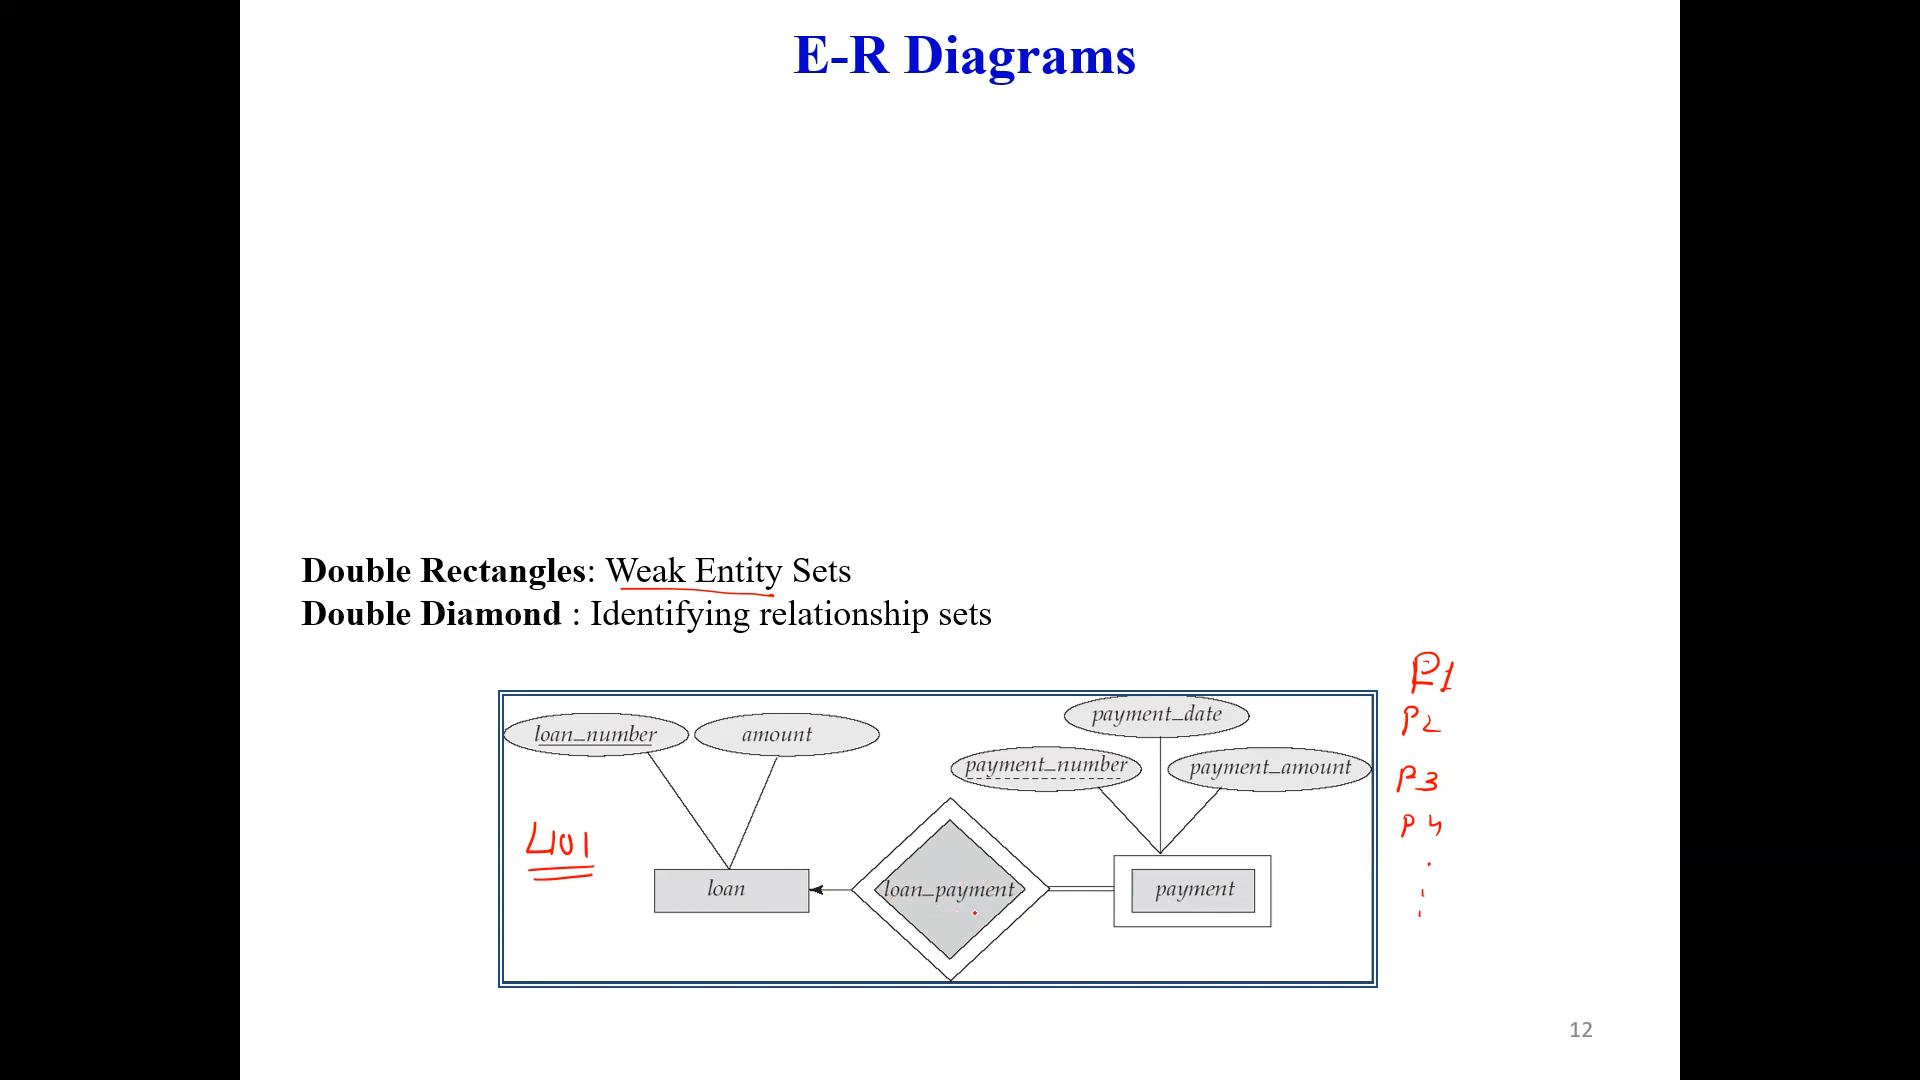 E-R Diagrams
Double Rectangles: Weak Entity Sets
Double Diamond : Identifying relationship sets
P1
P2
P3
P4
payment_date
loan_number amount
payment_number payment_amount
L101
loan loan_payment payment
12